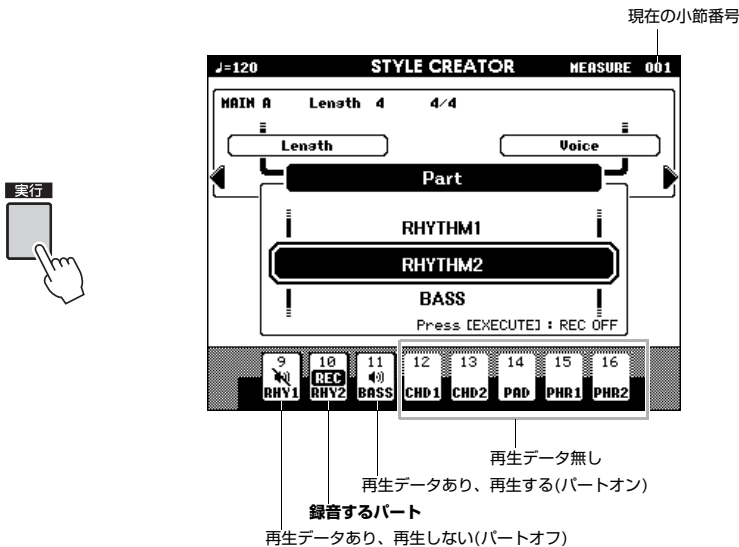 現在の小節番号
♩=120 STYLE CREATOR MEASURE 001
MAIN A Length 4 4/4
Length Voice
Part
実行
RHYTHM1
RHYTHM2
BASS
Press [EXECUTE] : REC OFF
9 10 11 12 13 14 15 16
REC
RHY1 RHY2 BASS CHD1 CHD2 PAD PHR1 PHR2
再生データ無し
再生データあり、再生する(パートオン)
録音するパート
再生データあり、再生しない(パートオフ)